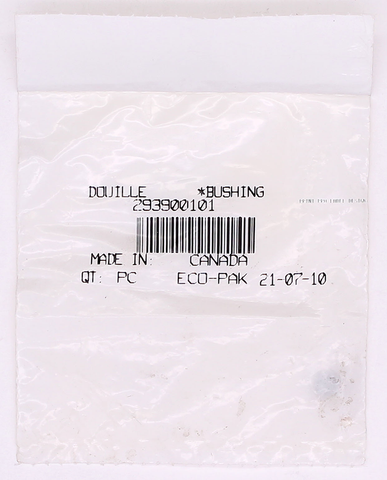 DOUILLE *BUSHING
293900101
MADE IN: CANADA
QT: PC ECO-PAK 21-07-10